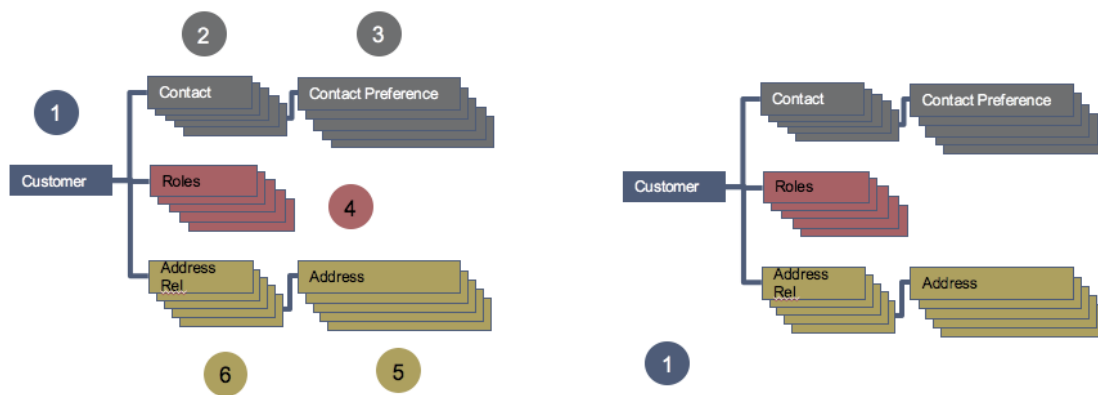 2
3
Contact
Contact Preference
1
Customer
Roles
4
Address
Rel
Address
6
5
Contact
Contact Preference
Customer
Roles
Address
Rel
Address
1